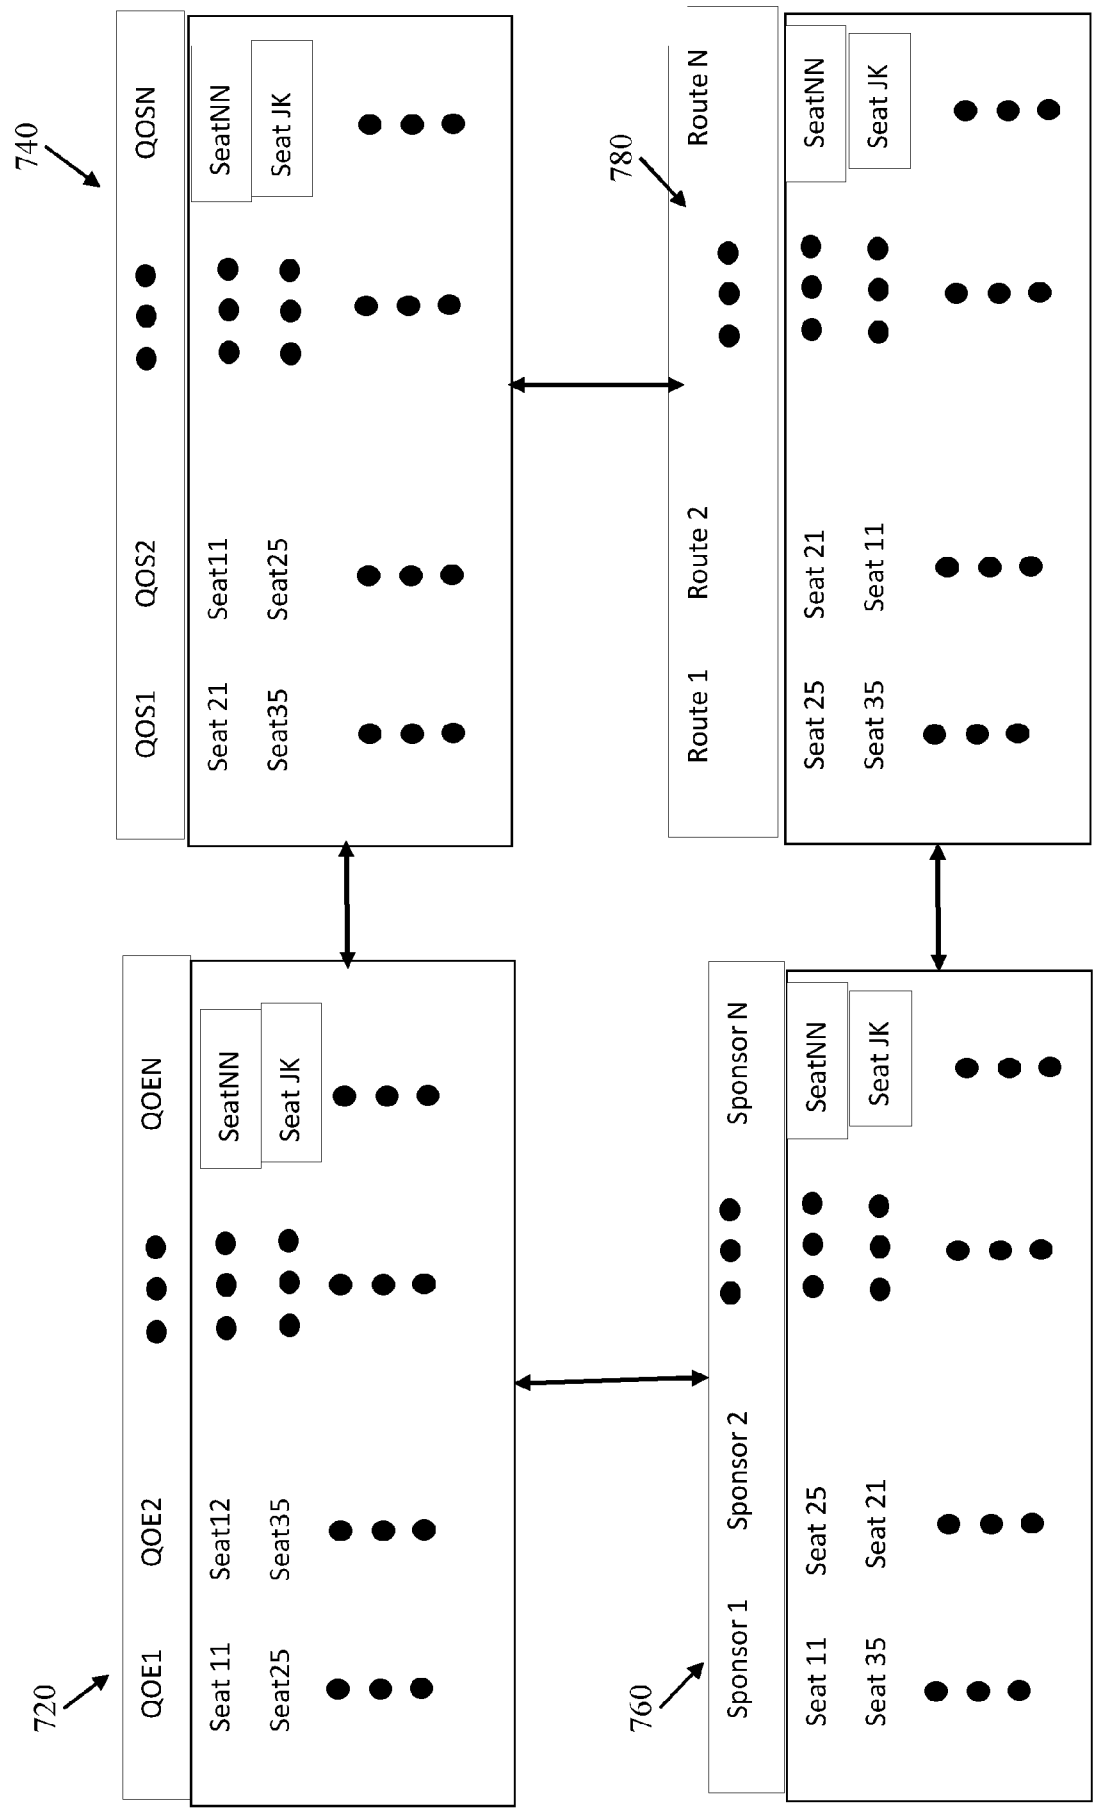 720
QOE1 QOE2 QOEN
Seat 11 Seat12 SeatNN
Seat25 Seat35 Seat JK
740
QOS1 QOS2 QOSN
Seat 21 Seat11 SeatNN
Seat35 Seat25 Seat JK
760
Sponsor 1 Sponsor 2 Sponsor N
Seat 11 Seat 25 SeatNN
Seat 35 Seat 21 Seat JK
780
Route 1 Route 2 Route N
Seat 25 Seat 21 SeatNN
Seat 35 Seat 11 Seat JK